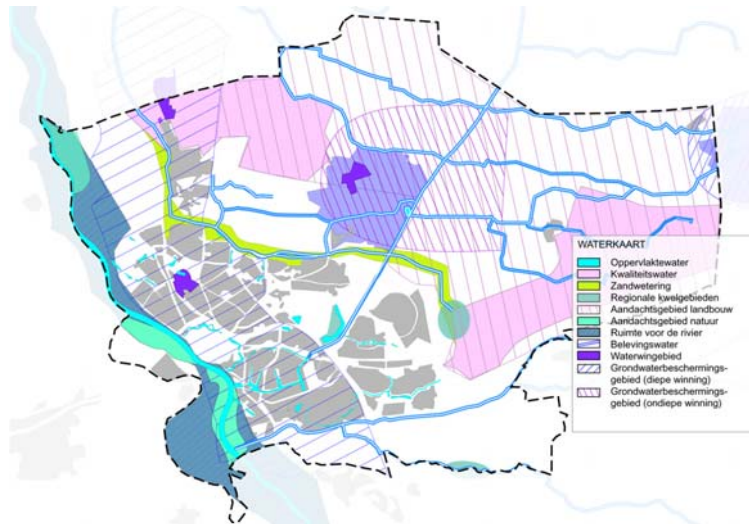 WATERKAART
Oppervlaktewater
Kwaliteitswater
Zandwetering
Regionale kwelgebieden
Aandachtsgebied landbouw
Aandachtsgebied natuur
Ruimte voor de rivier
Belevingswater
Waterwingebied
Grondwaterbeschermings-
gebied (diepe winning)
Grondwaterbeschermings-
gebied (ondiepe winning)